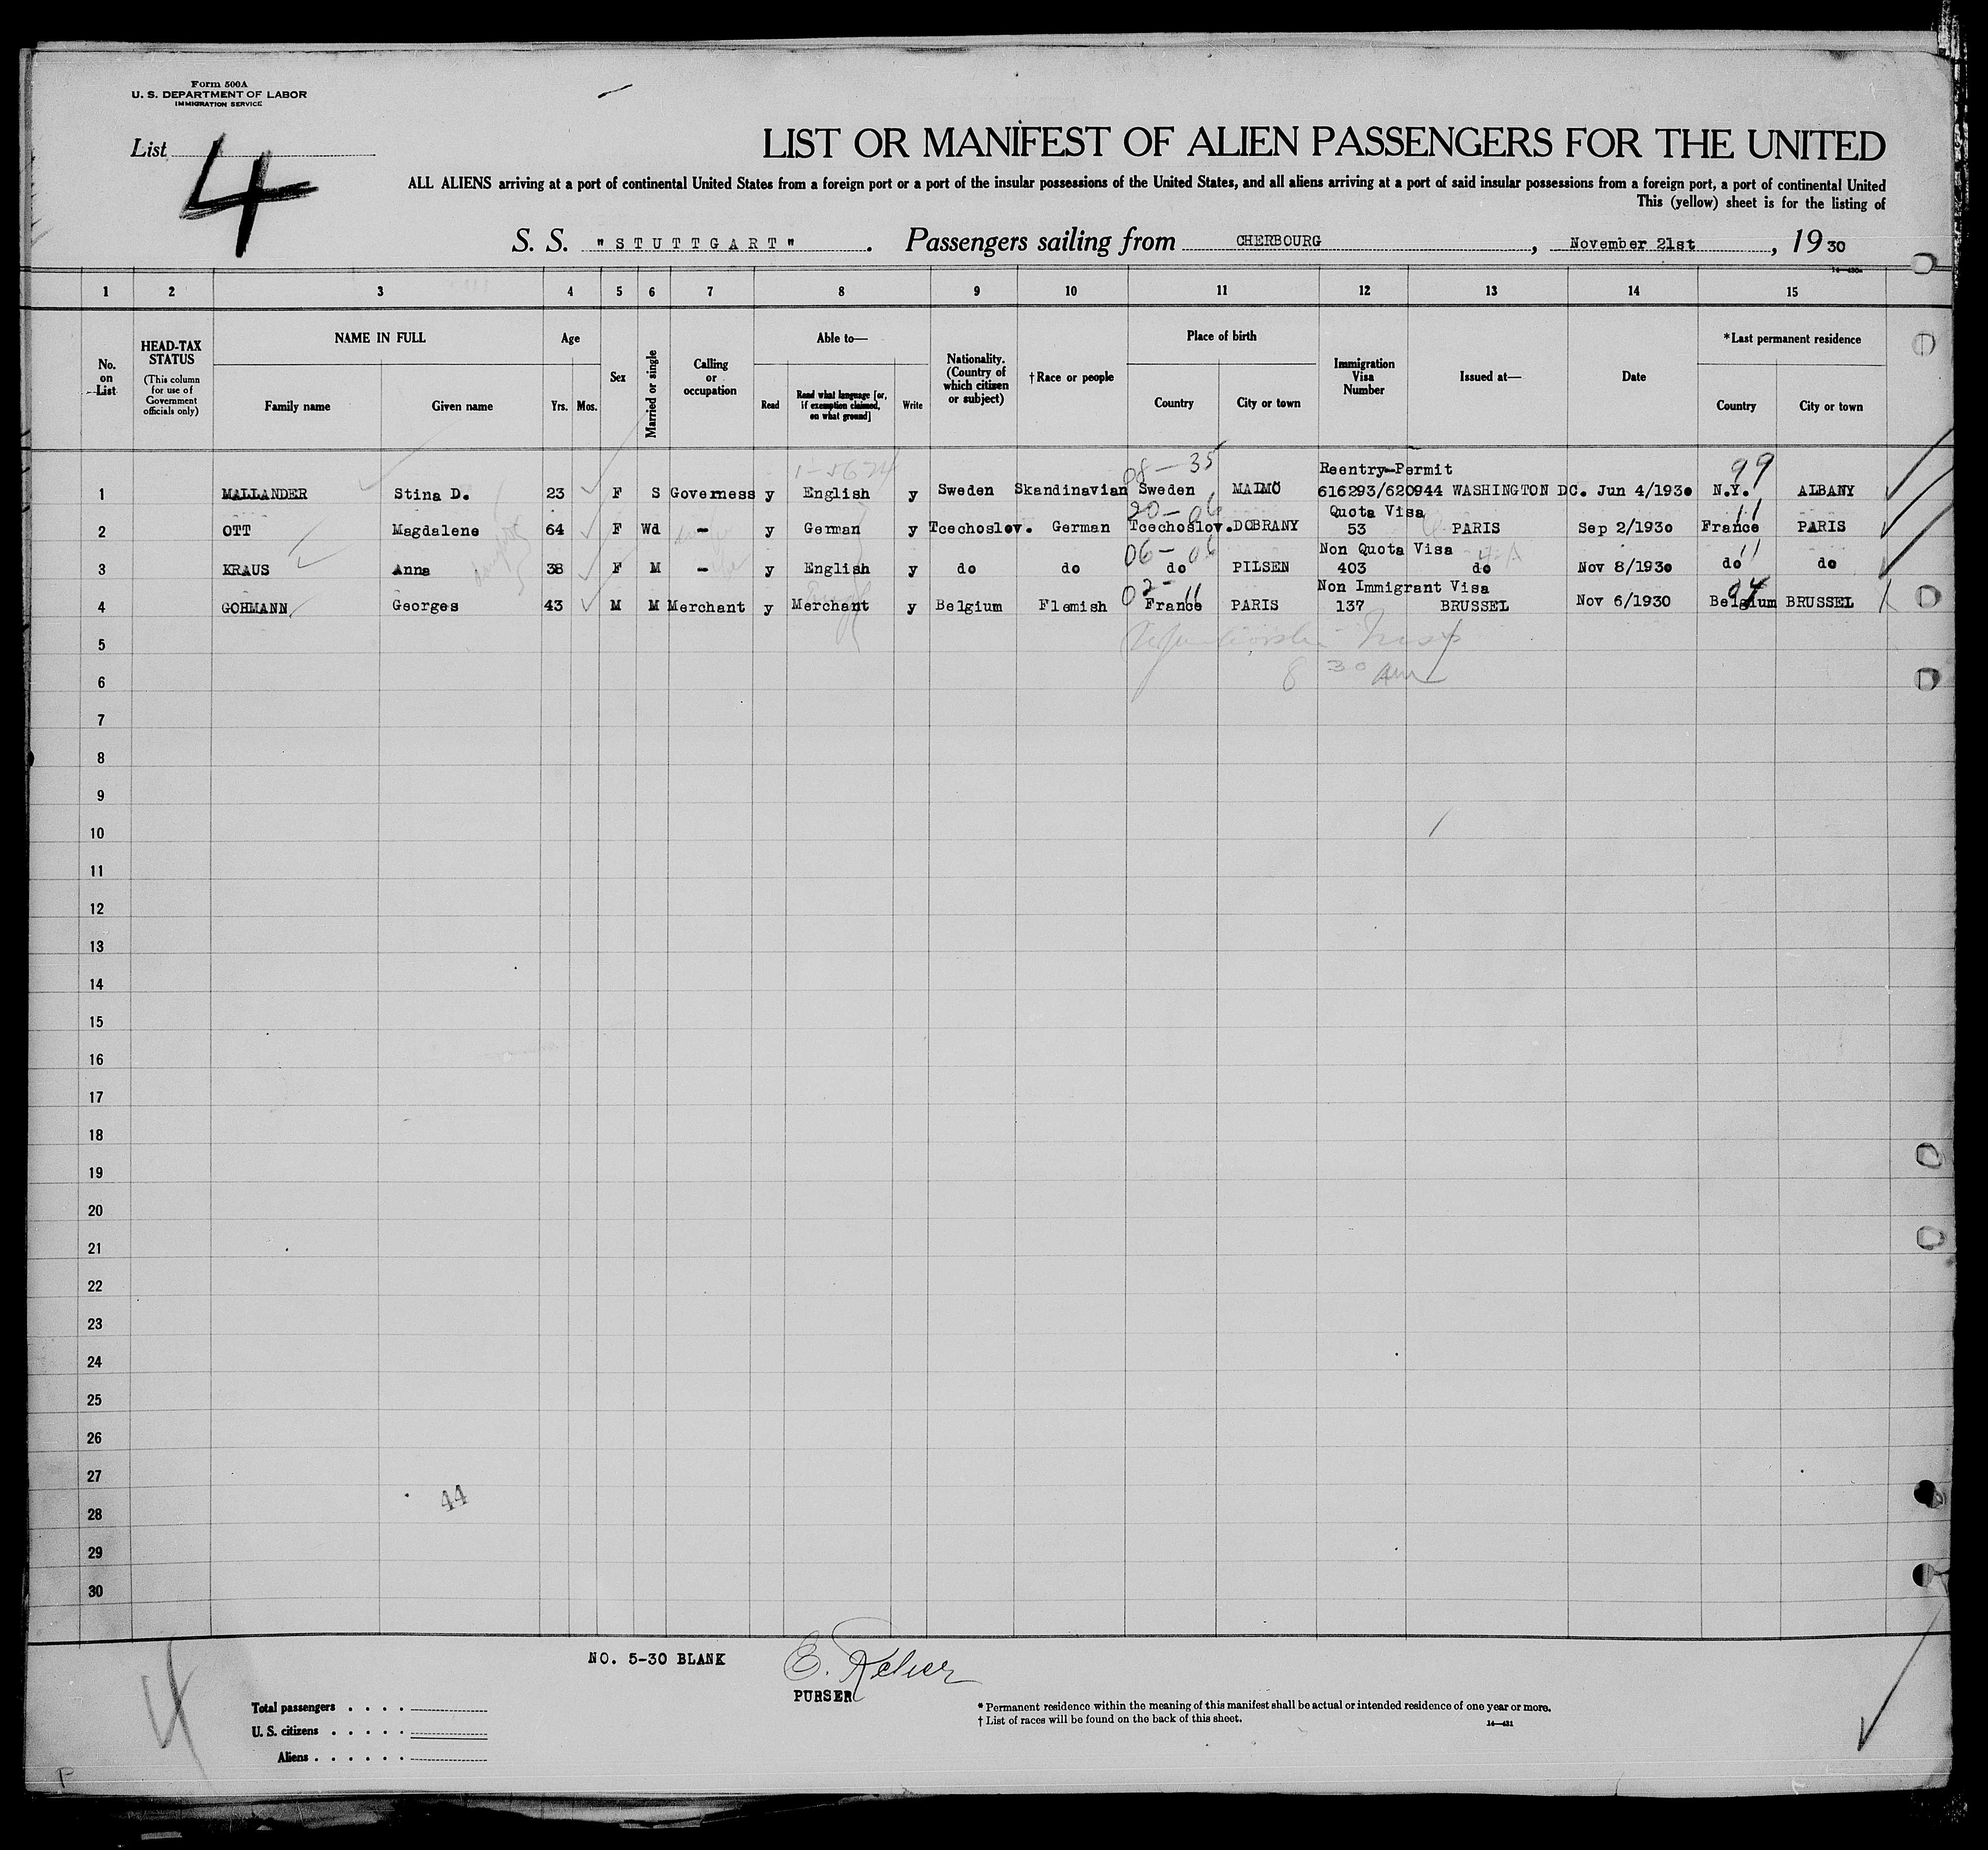 Form 500A
U. S. DEPARTMENT OF LABOR
IMMIGRATION SERVICE
List 4
LIST OR MANIFEST OF ALIEN PASSENGERS FOR THE UNITED
ALL ALIENS arriving at a port of continental United States from a foreign port or a port of the insular possessions of the United States, and all aliens arriving at a port of said insular possessions from a foreign port, a port of continental United
This (yellow) sheet is for the listing of
S. S. "STUTTGART". Passengers sailing from CHERBOURG, November 21st, 1930
1 2 3 4 5 6 7 8 9 10 11 12 13 14 15
No. on List
HEAD-TAX STATUS
(This column for use of Government officials only)
NAME IN FULL
Family name
Given name
Age
Yrs. Mos.
Sex
Married or single
Calling or occupation
Able to—
Read
Read what language [or, if exemption claimed, on what ground]
Write
Nationality. (Country of which citizen or subject)
†Race or people
Place of birth
Country
City or town
Immigration Visa Number
Issued at—
Date
*Last permanent residence
Country
City or town
08-35 Reentry-Permit 99
1 MALLANDER Stina D. 23 F S Governess y English y Sweden Skandinavian Sweden MALMÖ 616293/620944 WASHINGTON DC. Jun 4/1930 N.Y. ALBANY
20-06 Quota Visa 11
2 OTT Magdalene 64 F Wd - y German y Tcechoslov. German Tcechoslov. DOBRANY 53 PARIS Sep 2/1930 France PARIS
06-06 Non Quota Visa 11
3 KRAUS Anna 38 F M - y English y do do do PILSEN 403 do Nov 8/1930 do do
02-11 Non Immigrant Visa 94
4 GOHMANN Georges 43 M M Merchant y Merchant y Belgium Flemish France PARIS 137 BRUSSEL Nov 6/1930 Belgium BRUSSEL
5
8 30 am
6
7
8
9
10
11
12
13
14
15
16
17
18
19
20
21
22
23
24
25
26
27
44
28
29
30
NO. 5-30 BLANK
PURSER
Total passengers
U. S. citizens
Aliens
* Permanent residence within the meaning of this manifest shall be actual or intended residence of one year or more.
† List of races will be found on the back of this sheet.
P